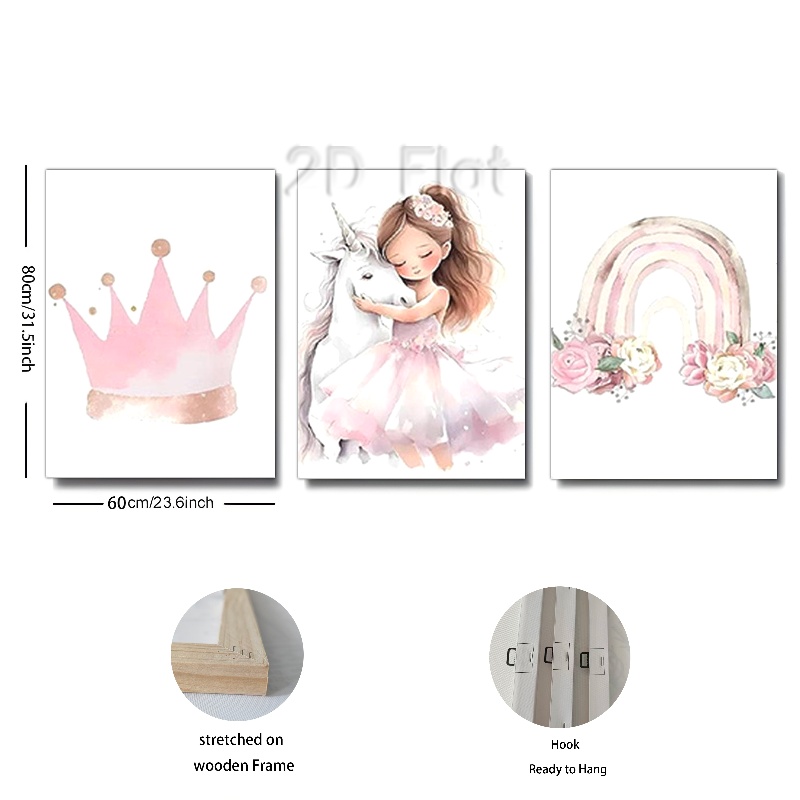 2D Flat
80cm/31.5inch
60cm/23.6inch
stretched on
wooden Frame
Hook
Ready to Hang